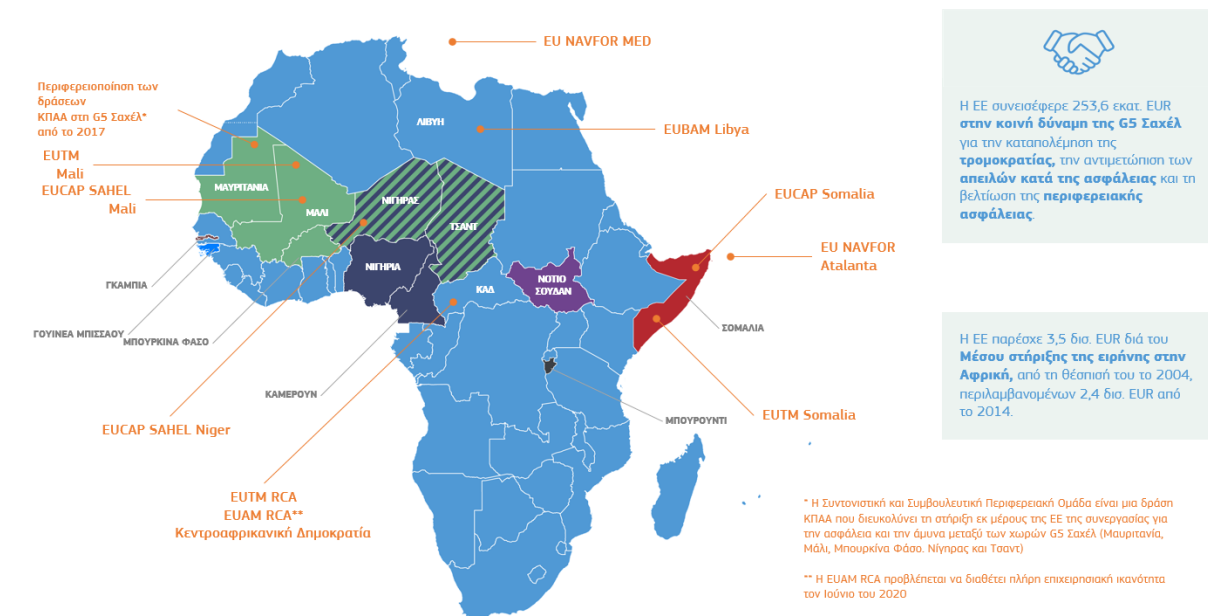 EU NAVFOR MED
Περιφερειοποίηση των
δράσεων
ΚΠΑΑ στη G5 Σαχέλ*
από το 2017
EUTM
Mali
EUCAP SAHEL
Mali
ΛΙΒΥΗ
EUBAM Libya
ΜΑΥΡΙΤΑΝΙΑ
ΜΑΛΙ
ΝΙΓΗΡΑΣ
ΤΣΑΝΤ
EUCAP Somalia
EU NAVFOR
Atalanta
ΝΙΓΗΡΙΑ
ΚΑΔ
ΝΟΤΙΟ
ΣΟΥΔΑΝ
ΓΚΑΜΠΙΑ
ΓΟΥΙΝΕΑ ΜΠΙΣΣΑΟΥ
ΜΠΟΥΡΚΙΝΑ ΦΑΣΟ
ΣΟΜΑΛΙΑ
ΚΑΜΕΡΟΥΝ
ΜΠΟΥΡΟΥΝΤΙ
EUCAP SAHEL Niger
EUTM Somalia
EUTM RCA
EUAM RCA**
Κεντροαφρικανική Δημοκρατία
Η ΕΕ συνεισέφερε 253,6 εκατ. EUR
στην κοινή δύναμη της G5 Σαχέλ
για την καταπολέμηση της
τρομοκρατίας, την αντιμετώπιση των
απειλών κατά της ασφάλειας και τη
βελτίωση της περιφερειακής
ασφάλειας.
Η ΕΕ παρέσχε 3,5 δισ. EUR διά του
Μέσου στήριξης της ειρήνης στην
Αφρική, από τη θέσπισή του το 2004,
περιλαμβανομένων 2,4 δισ. EUR από
το 2014.
* Η Συντονιστική και Συμβουλευτική Περιφερειακή Ομάδα είναι μια δράση
ΚΠΑΑ που διευκολύνει τη στήριξη εκ μέρους της ΕΕ της συνεργασίας για
την ασφάλεια και την άμυνα μεταξύ των χωρών G5 Σαχέλ (Μαυριτανία,
Μάλι, Μπουρκίνα Φάσο. Νίγηρας και Τσαντ)
** Η EUAM RCA προβλέπεται να διαθέτει πλήρη επιχειρησιακή ικανότητα
τον Ιούνιο του 2020